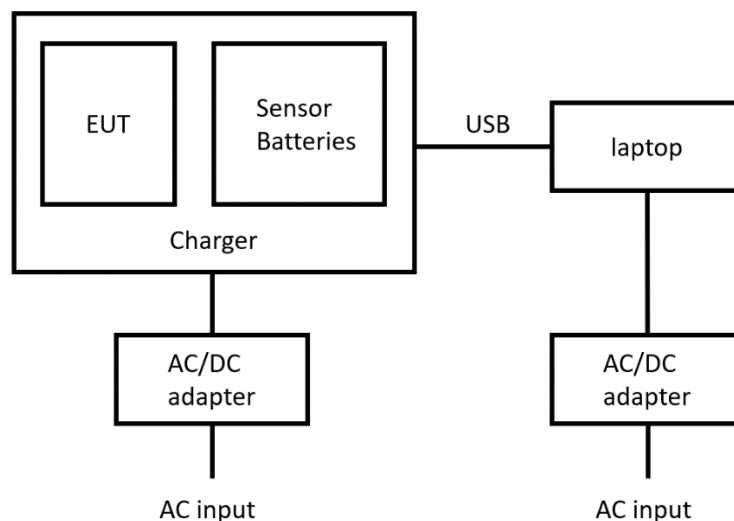 EUT
Sensor
Batteries
Charger
USB
laptop
AC/DC
adapter
AC/DC
adapter
AC input
AC input